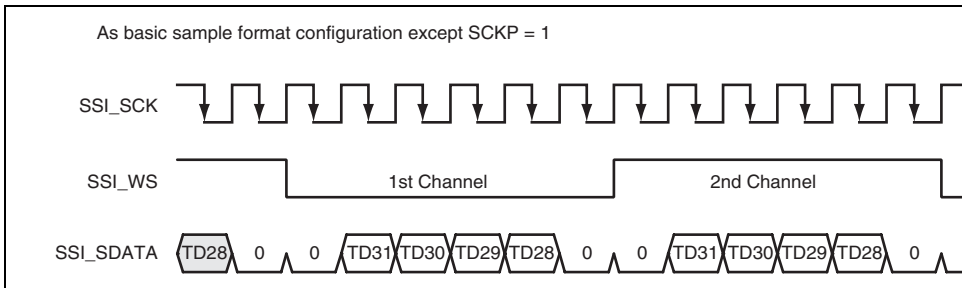 As basic sample format configuration except SCKP = 1
SSI_SCK
SSI_WS 1st Channel 2nd Channel
SSI_SDATA TD28 0 0 TD31 TD30 TD29 TD28 0 0 TD31 TD30 TD29 TD28 0